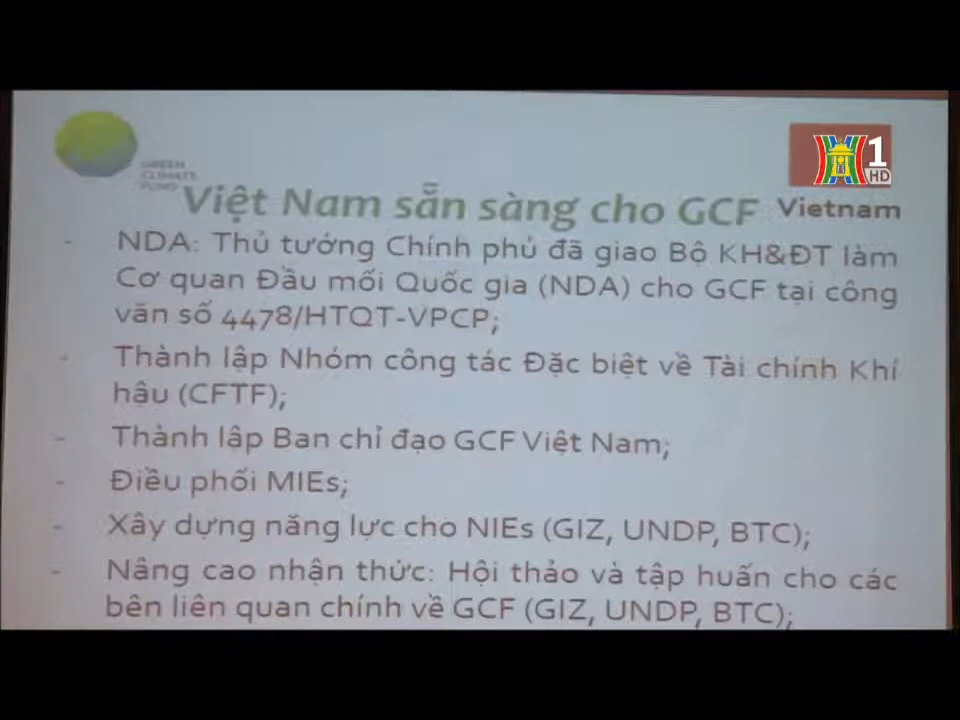 1
HD
GREEN
CLIMATE
FUND
Việt Nam sẵn sàng cho GCF
Vietnam
- NDA: Thủ tướng Chính phủ đã giao Bộ KH&ĐT làm
Cơ quan Đầu mối Quốc gia (NDA) cho GCF tại công
văn số 4478/HTQT-VPCP;
- Thành lập Nhóm công tác Đặc biệt về Tài chính Khí
hậu (CFTF);
- Thành lập Ban chỉ đạo GCF Việt Nam;
- Điều phối MIEs;
- Xây dựng năng lực cho NIEs (GIZ, UNDP, BTC);
- Nâng cao nhận thức: Hội thảo và tập huấn cho các
bên liên quan chính về GCF (GIZ, UNDP, BTC);